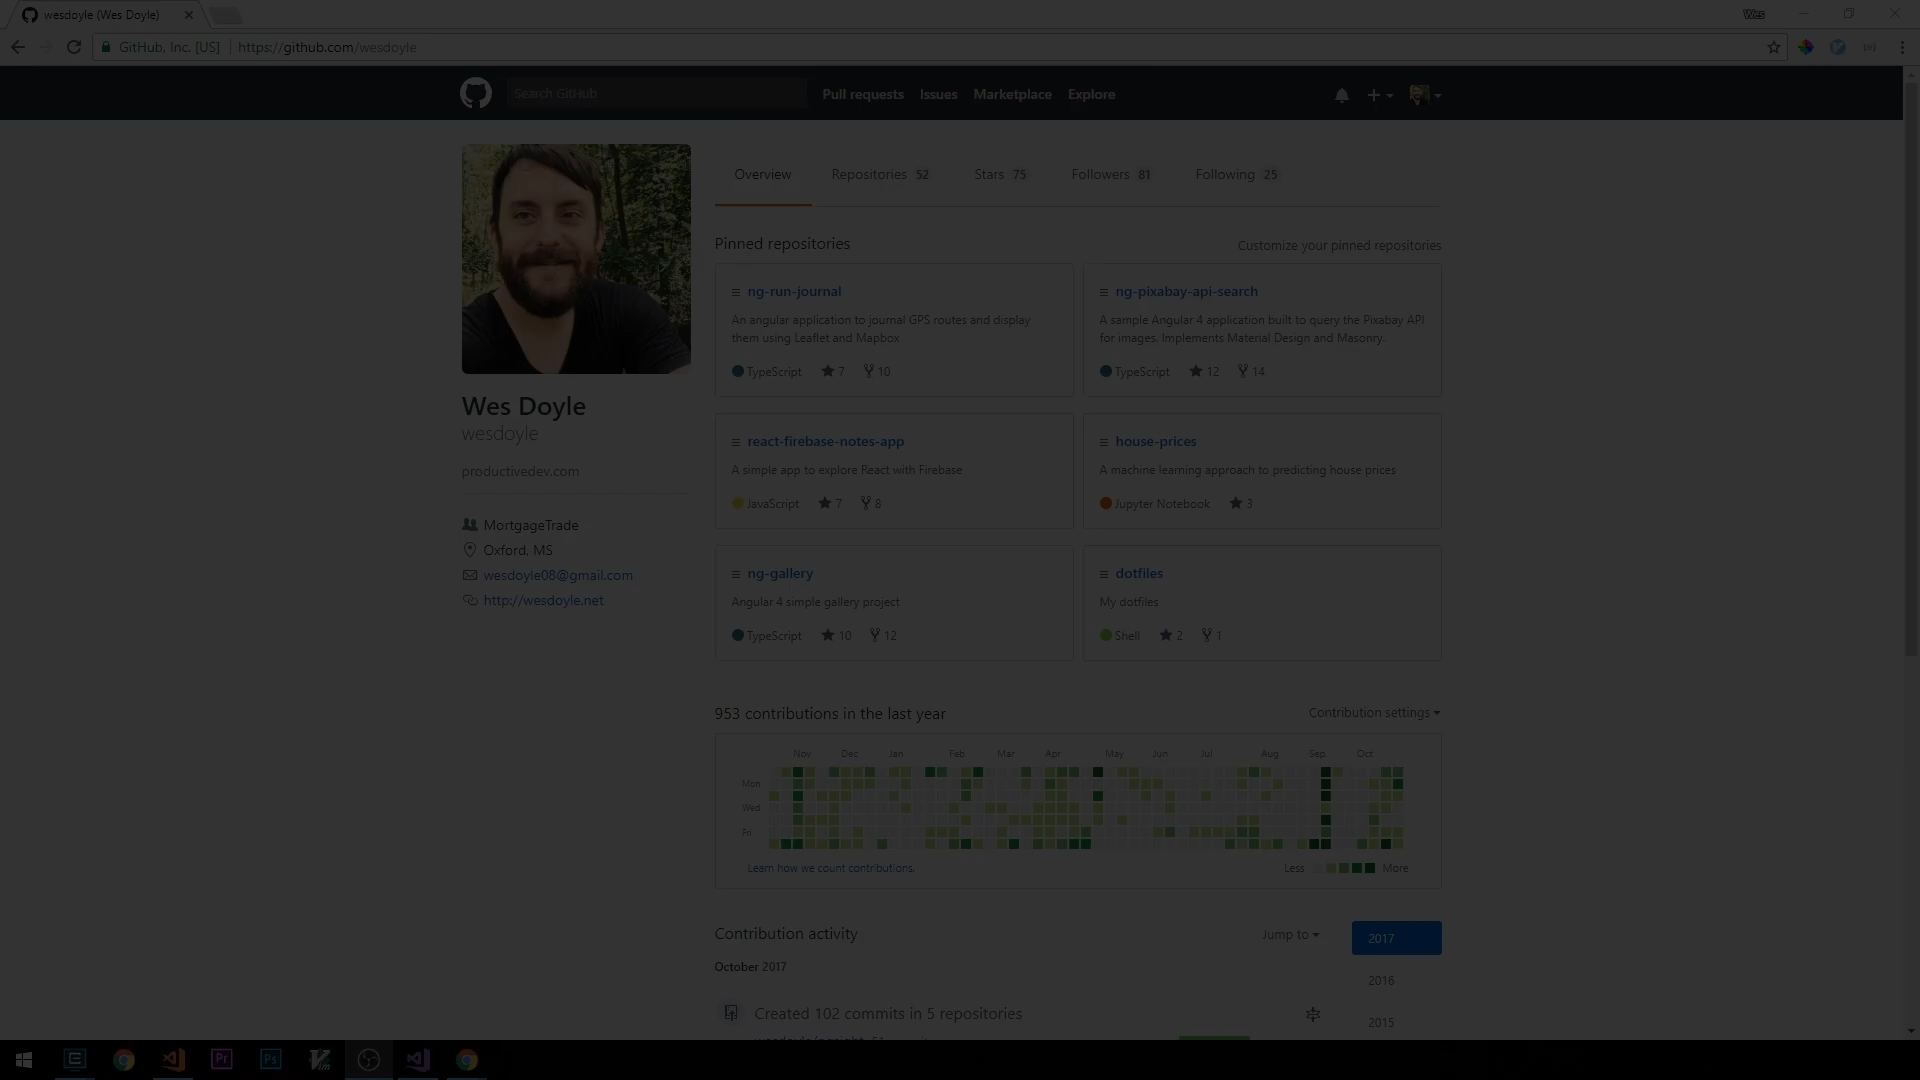 wesdoyle (Wes Doyle)
Wes
GitHub, Inc. [US]
https://github.com/wesdoyle
Search GitHub
Pull requests
Issues
Marketplace
Explore
Overview
Repositories 52
Stars 75
Followers 81
Following 25
Pinned repositories
Customize your pinned repositories
ng-run-journal
An angular application to journal GPS routes and display
them using Leaflet and Mapbox
TypeScript 7 10
ng-pixabay-api-search
A sample Angular 4 application built to query the Pixabay API
for images. Implements Material Design and Masonry.
TypeScript 12 14
Wes Doyle
wesdoyle
productivedev.com
MortgageTrade
Oxford, MS
wesdoyle08@gmail.com
http://wesdoyle.net
react-firebase-notes-app
A simple app to explore React with Firebase
JavaScript 7 8
house-prices
A machine learning approach to predicting house prices
Jupyter Notebook 3
ng-gallery
Angular 4 simple gallery project
TypeScript 10 12
dotfiles
My dotfiles
Shell 2 1
953 contributions in the last year
Contribution settings
Nov Dec Jan Feb Mar Apr May Jun Jul Aug Sep Oct
Mon
Wed
Fri
Learn how we count contributions.
Less More
Contribution activity
Jump to
2017
2016
2015
October 2017
Created 102 commits in 5 repositories
Pr
Ps